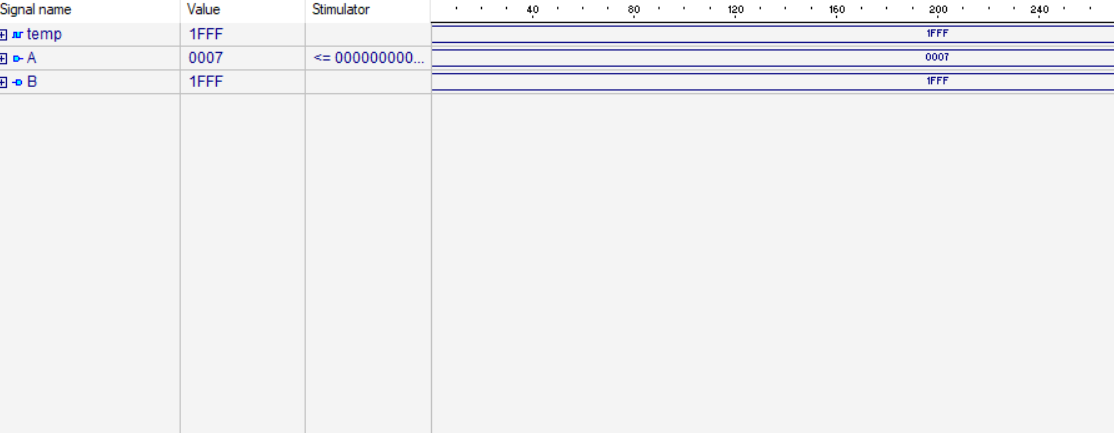 Signal name Value Stimulator 40 80 120 160 200 240
temp 1FFF 1FFF
A 0007 <= 000000000... 0007
B 1FFF 1FFF